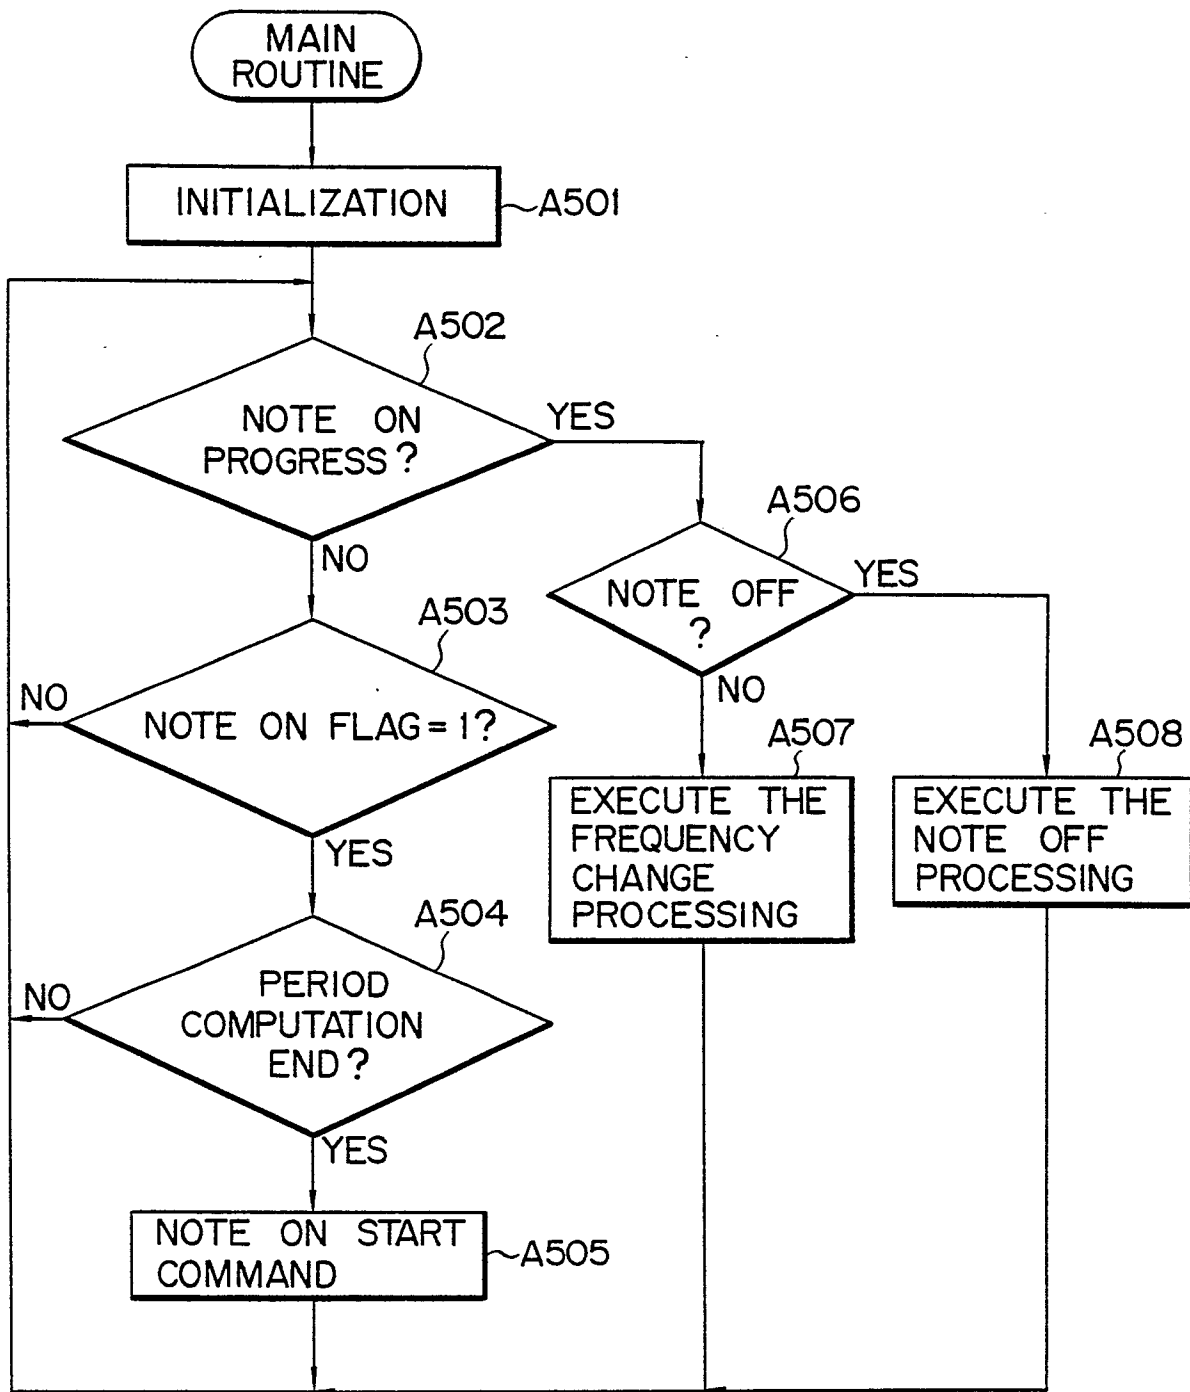 MAIN
ROUTINE
INITIALIZATION
A501
A502
NOTE ON
PROGRESS?
YES
NO
A506
NOTE OFF
?
YES
NO
A503
NOTE ON FLAG=1?
NO
YES
A507
EXECUTE THE
FREQUENCY
CHANGE
PROCESSING
A508
EXECUTE THE
NOTE OFF
PROCESSING
A504
PERIOD
COMPUTATION
END?
NO
YES
NOTE ON START
COMMAND
A505